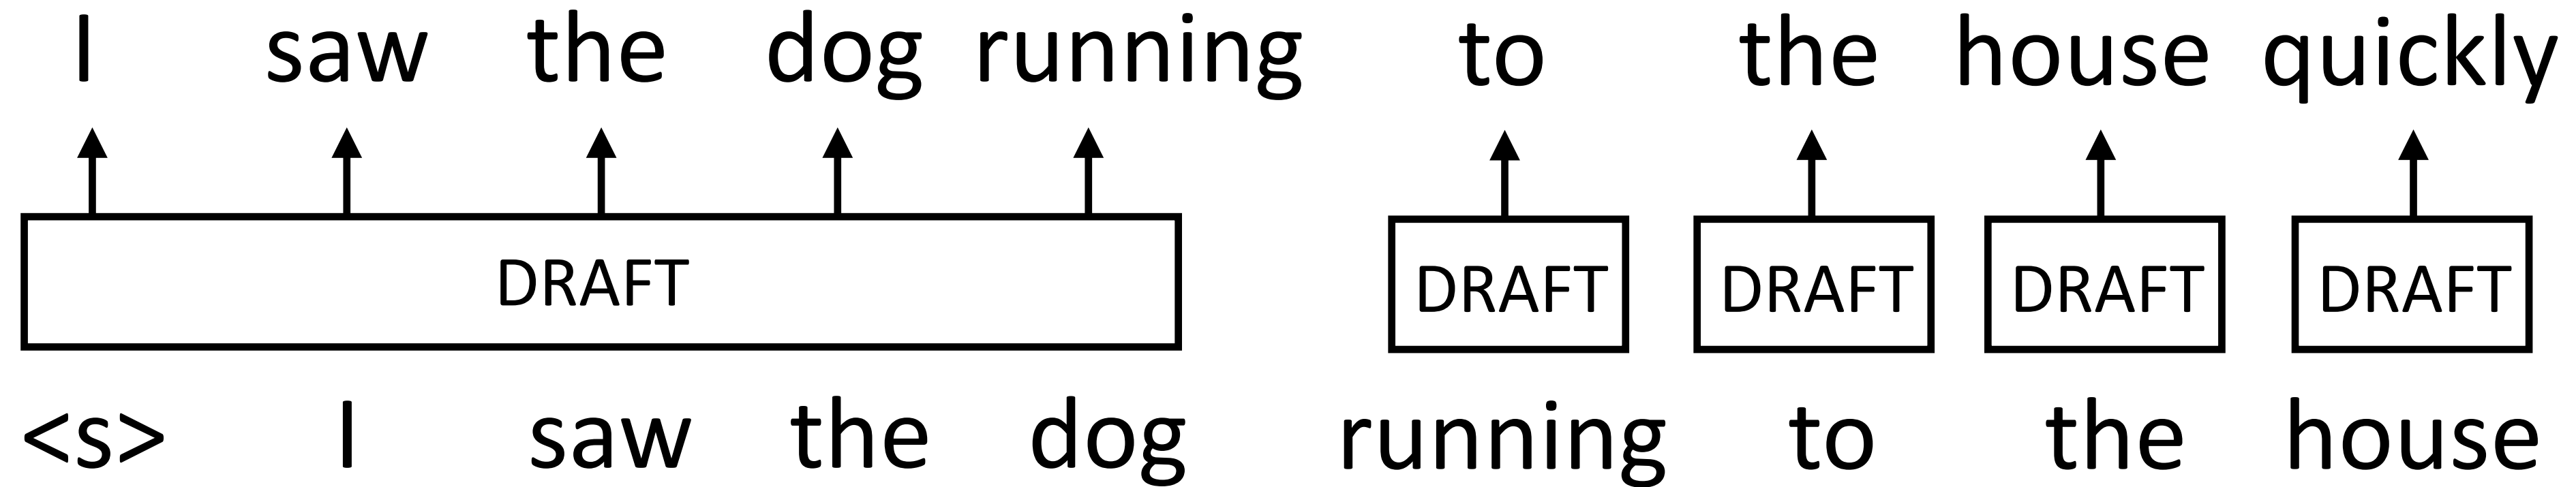 I saw the dog running to the house quickly
DRAFT DRAFT DRAFT DRAFT DRAFT
<s> I saw the dog running to the house